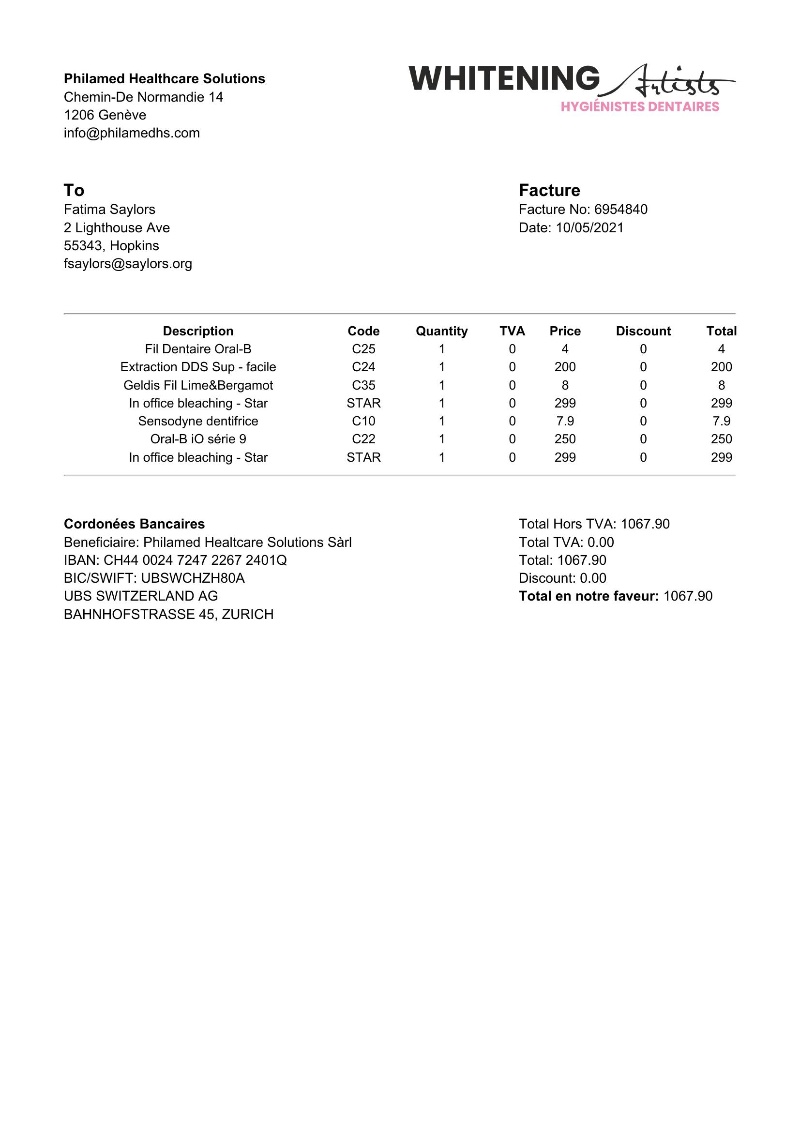 Philamed Healthcare Solutions
Chemin-De Normandie 14
1206 Genève
info@philamedhs.com
WHITENING Artists
HYGIÉNISTES DENTAIRES
To
Fatima Saylors
2 Lighthouse Ave
55343, Hopkins
fsaylors@saylors.org
Facture
Facture No: 6954840
Date: 10/05/2021
Description Code Quantity TVA Price Discount Total
Fil Dentaire Oral-B C25 1 0 4 0 4
Extraction DDS Sup - facile C24 1 0 200 0 200
Geldis Fil Lime&Bergamot C35 1 0 8 0 8
In office bleaching - Star STAR 1 0 299 0 299
Sensodyne dentifrice C10 1 0 7.9 0 7.9
Oral-B iO série 9 C22 1 0 250 0 250
In office bleaching - Star STAR 1 0 299 0 299
Cordonées Bancaires
Beneficiaire: Philamed Healtcare Solutions Sàrl
IBAN: CH44 0024 7247 2267 2401Q
BIC/SWIFT: UBSWCHZH80A
UBS SWITZERLAND AG
BAHNHOFSTRASSE 45, ZURICH
Total Hors TVA: 1067.90
Total TVA: 0.00
Total: 1067.90
Discount: 0.00
Total en notre faveur: 1067.90